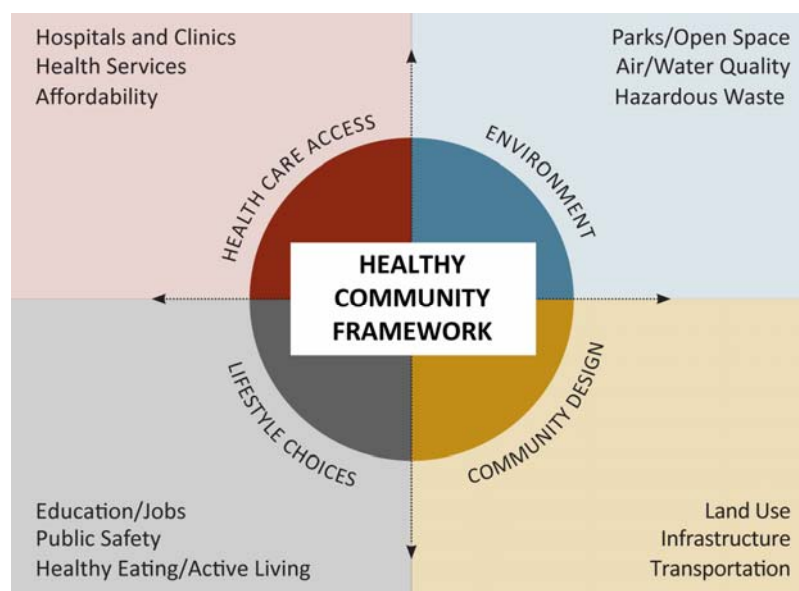 Hospitals and Clinics
Health Services
Affordability
Parks/Open Space
Air/Water Quality
Hazardous Waste
HEALTH CARE ACCESS
ENVIRONMENT
HEALTHY
COMMUNITY
FRAMEWORK
LIFESTYLE CHOICES
COMMUNITY DESIGN
Education/Jobs
Public Safety
Healthy Eating/Active Living
Land Use
Infrastructure
Transportation